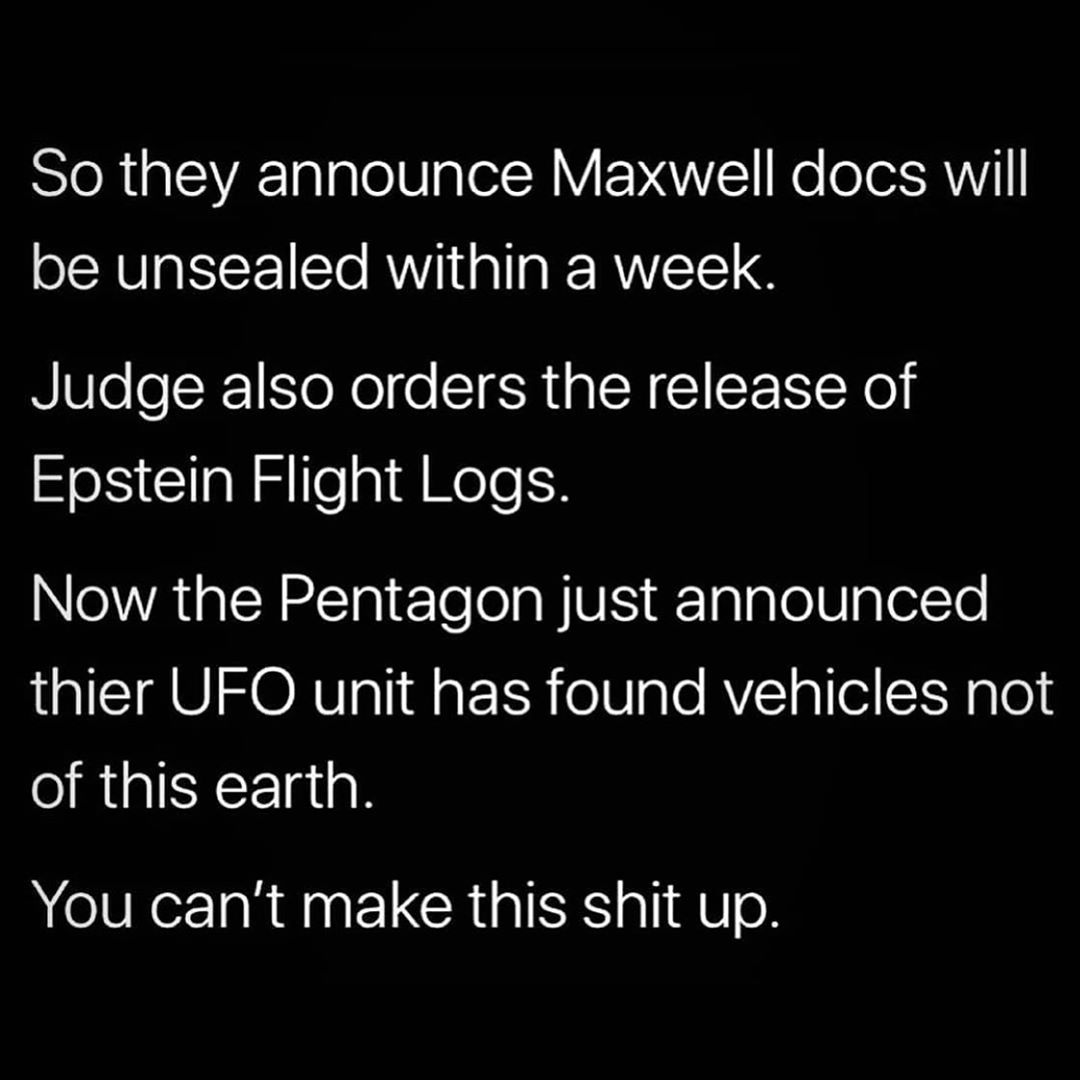 So they announce Maxwell docs will
be unsealed within a week.
Judge also orders the release of
Epstein Flight Logs.
Now the Pentagon just announced
thier UFO unit has found vehicles not
of this earth.
You can’t make this shit up.